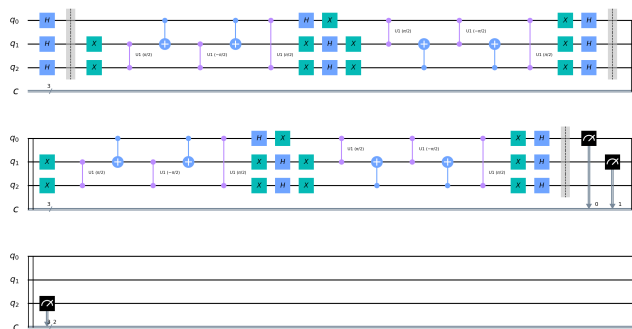 q0 H H X X H
U1 (π/2) U1 (π/2)
q1 H X X H X X H
U1 (π/2) U1 (−π/2) U1 (π/2) U1 (−π/2) U1 (π/2)
q2 H X X H X X H
3
c
q0 H X X H
U1 (π/2) U1 (−π/2)
q1 X X H X X H
U1 (π/2) U1 (−π/2) U1 (π/2) U1 (π/2)
q2 X X H X X H
3 0 1
c
q0
q1
q2
2
c